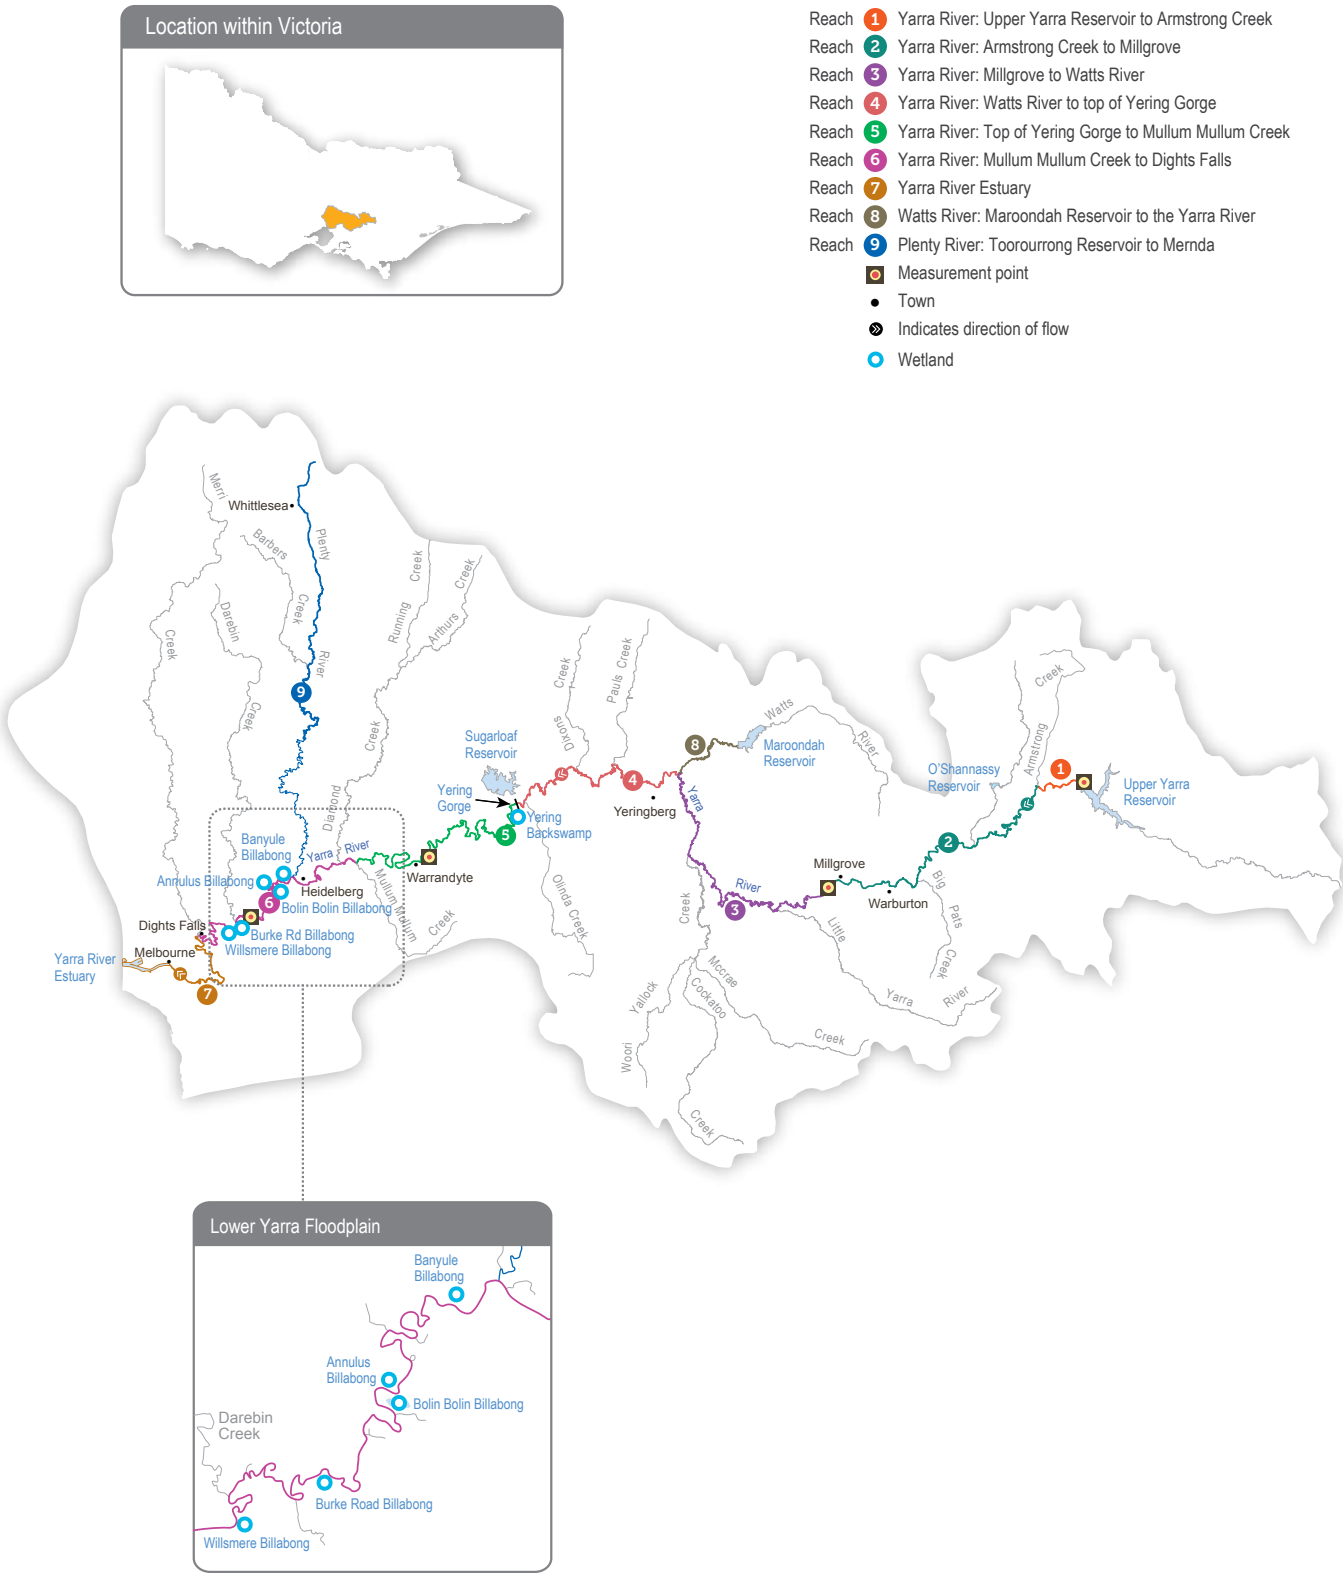 Location within Victoria
Reach 1 Yarra River: Upper Yarra Reservoir to Armstrong Creek
Reach 2 Yarra River: Armstrong Creek to Millgrove
Reach 3 Yarra River: Millgrove to Watts River
Reach 4 Yarra River: Watts River to top of Yering Gorge
Reach 5 Yarra River: Top of Yering Gorge to Mullum Mullum Creek
Reach 6 Yarra River: Mullum Mullum Creek to Dights Falls
Reach 7 Yarra River Estuary
Reach 8 Watts River: Maroondah Reservoir to the Yarra River
Reach 9 Plenty River: Toorourrong Reservoir to Mernda
Measurement point
Town
Indicates direction of flow
Wetland
Merri
Creek
Whittlesea
Barbers
Creek
Plenty
River
Darebin
Creek
Running
Creek
Arthurs
Creek
Diamond
Creek
9
Dixons
Creek
Pauls Creek
Sugarloaf
Reservoir
Yering
Gorge
Yering
Backswamp
5
4
Yeringberg
8
Watts
River
Maroondah
Reservoir
Yarra
River
3
O'Shannassy
Reservoir
Armstrong
Creek
1
Upper Yarra
Reservoir
2
Millgrove
Warburton
Big
Pats
Creek
Little
Yarra
River
Banyule
Billabong
Yarra River
Annulus Billabong
Heidelberg
Warrandyte
6
Bolin Bolin Billabong
Mullum Mullum
Creek
Olinda Creek
Dights Falls
Burke Rd Billabong
Willsmere Billabong
Melbourne
Yarra River
Estuary
7
Creek
Yallock
Woori
Mccrae
Creek
Cockatoo
Creek
Lower Yarra Floodplain
Banyule
Billabong
Annulus
Billabong
Bolin Bolin Billabong
Darebin
Creek
Burke Road Billabong
Willsmere Billabong